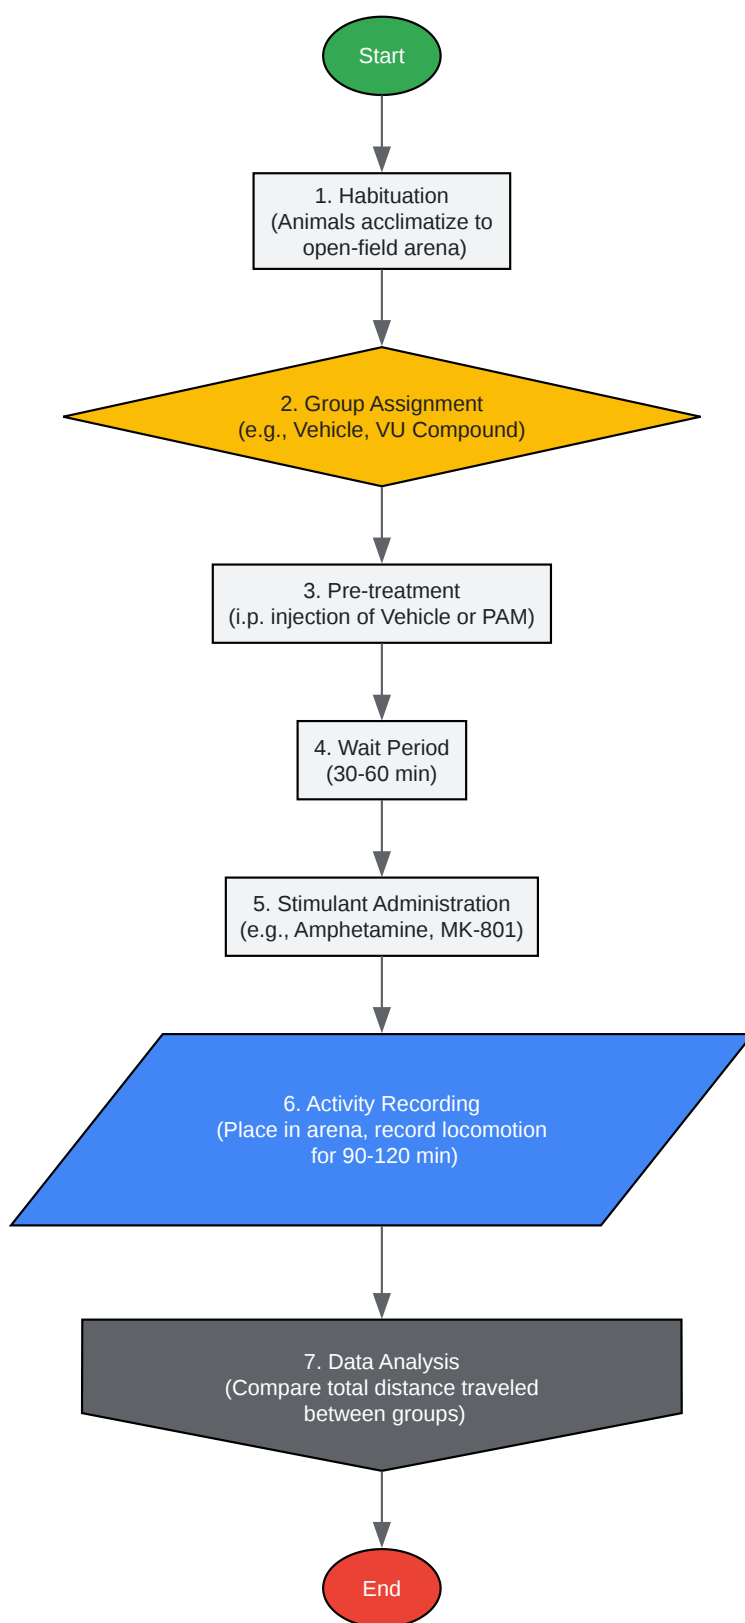 Start
1. Habituation
(Animals acclimatize to
open-field arena)
2. Group Assignment
(e.g., Vehicle, VU Compound)
3. Pre-treatment
(i.p. injection of Vehicle or PAM)
4. Wait Period
(30-60 min)
5. Stimulant Administration
(e.g., Amphetamine, MK-801)
6. Activity Recording
(Place in arena, record locomotion
for 90-120 min)
7. Data Analysis
(Compare total distance traveled
between groups)
End